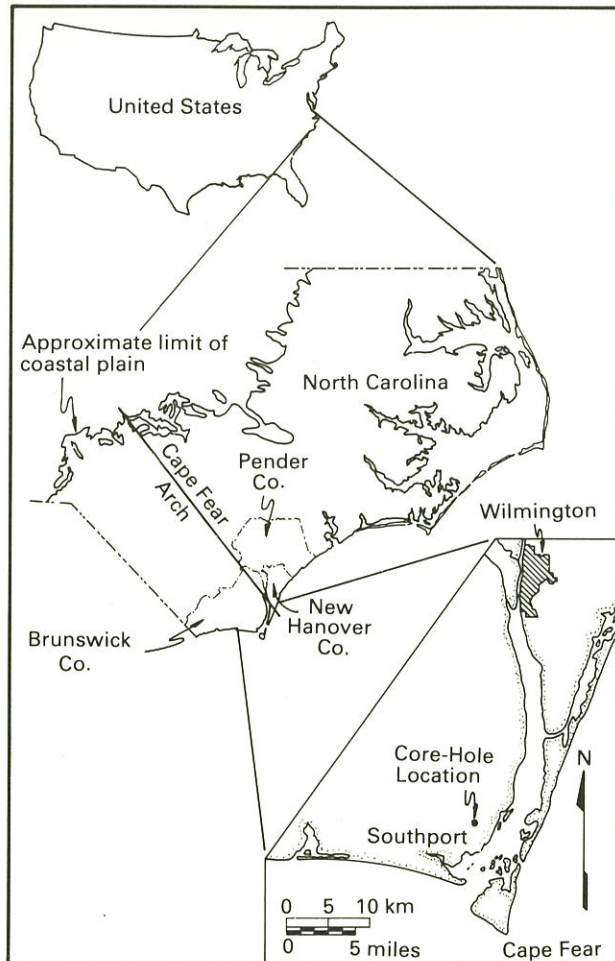 United States
Approximate limit of
coastal plain
North Carolina
Cape Fear
Arch
Pender
Co.
Wilmington
New
Hanover
Co.
Brunswick
Co.
Core-Hole
Location
N
Southport
0 5 10 km
0 5 miles
Cape Fear